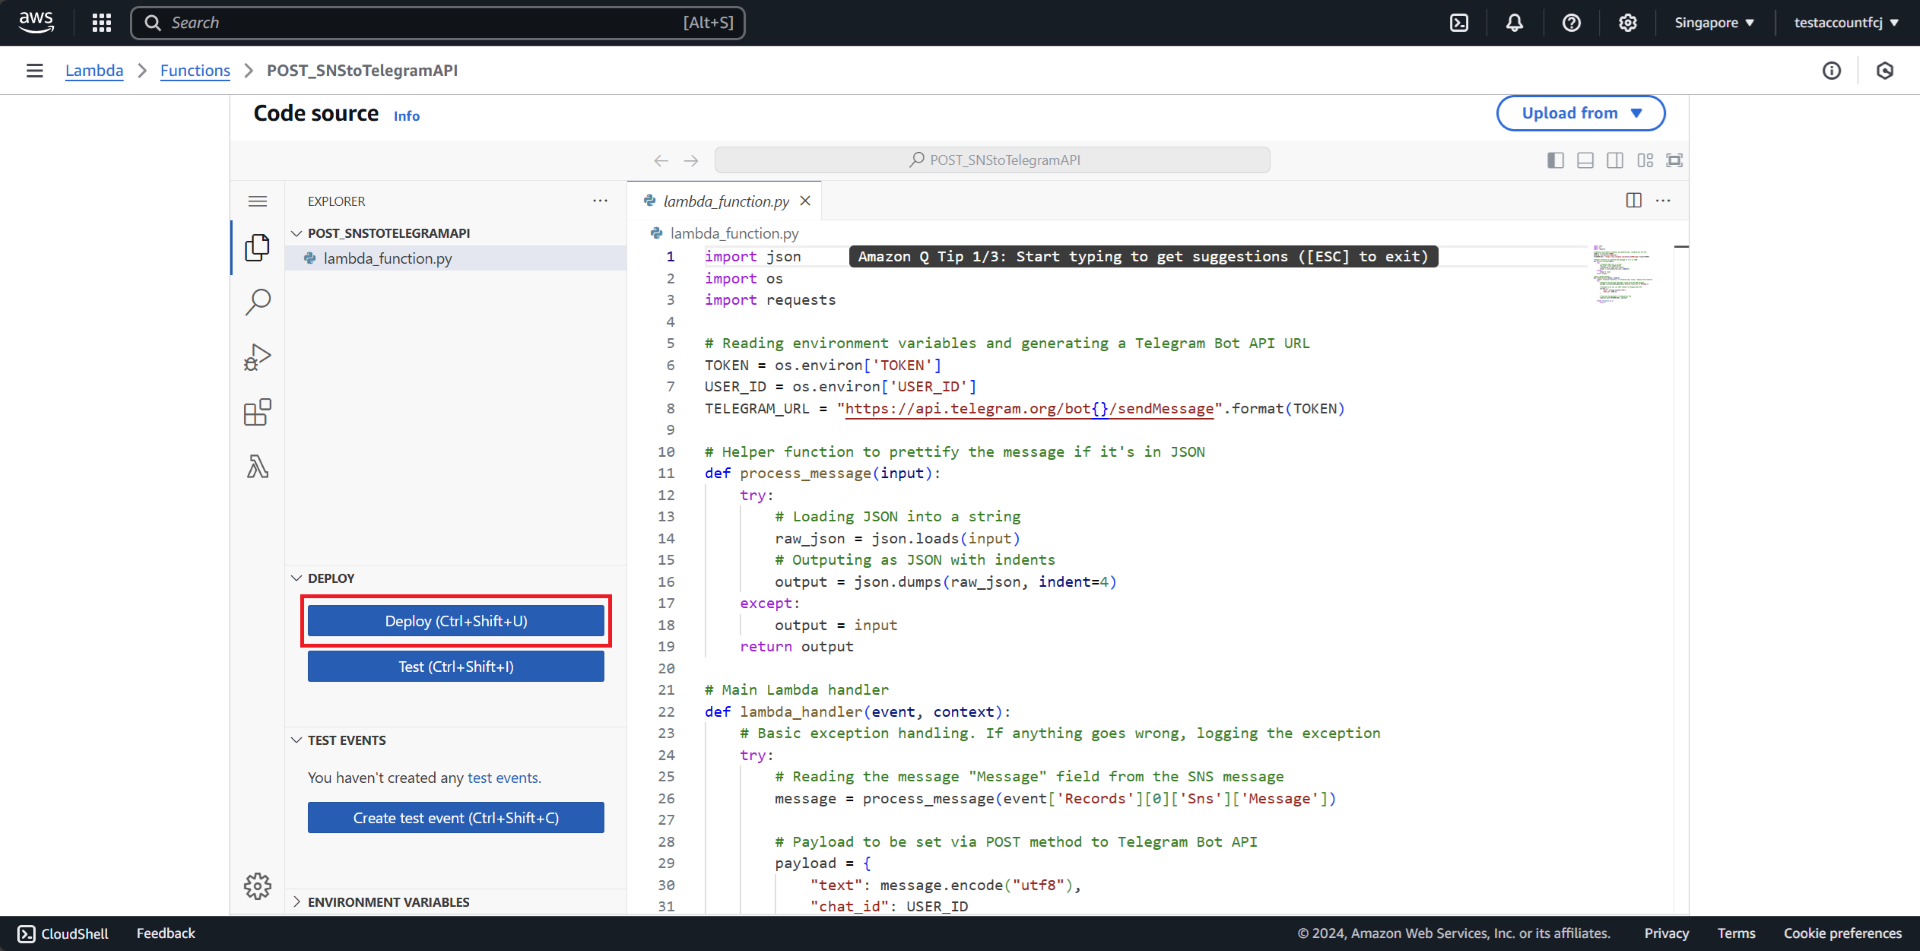 aws
Search [Alt+S]
Singapore ▼
testaccountfcj ▼
Lambda > Functions > POST_SNStoTelegramAPI
Code source Info
Upload from ▼
POST_SNStoTelegramAPI
EXPLORER
POST_SNSTOTELEGRAMAPI
lambda_function.py
DEPLOY
Deploy (Ctrl+Shift+U)
Test (Ctrl+Shift+I)
TEST EVENTS
You haven't created any test events.
Create test event (Ctrl+Shift+C)
ENVIRONMENT VARIABLES
lambda_function.py
lambda_function.py
Amazon Q Tip 1/3: Start typing to get suggestions ([ESC] to exit)
1 import json
2 import os
3 import requests
4
5 # Reading environment variables and generating a Telegram Bot API URL
6 TOKEN = os.environ['TOKEN']
7 USER_ID = os.environ['USER_ID']
8 TELEGRAM_URL = "https://api.telegram.org/bot{}/sendMessage".format(TOKEN)
9
10 # Helper function to prettify the message if it's in JSON
11 def process_message(input):
12     try:
13         # Loading JSON into a string
14         raw_json = json.loads(input)
15         # Outputing as JSON with indents
16         output = json.dumps(raw_json, indent=4)
17     except:
18         output = input
19     return output
20
21 # Main Lambda handler
22 def lambda_handler(event, context):
23     # Basic exception handling. If anything goes wrong, logging the exception
24     try:
25         # Reading the message "Message" field from the SNS message
26         message = process_message(event['Records'][0]['Sns']['Message'])
27
28         # Payload to be set via POST method to Telegram Bot API
29         payload = {
30             "text": message.encode("utf8"),
31             "chat_id": USER_ID
CloudShell Feedback
© 2024, Amazon Web Services, Inc. or its affiliates. Privacy Terms Cookie preferences